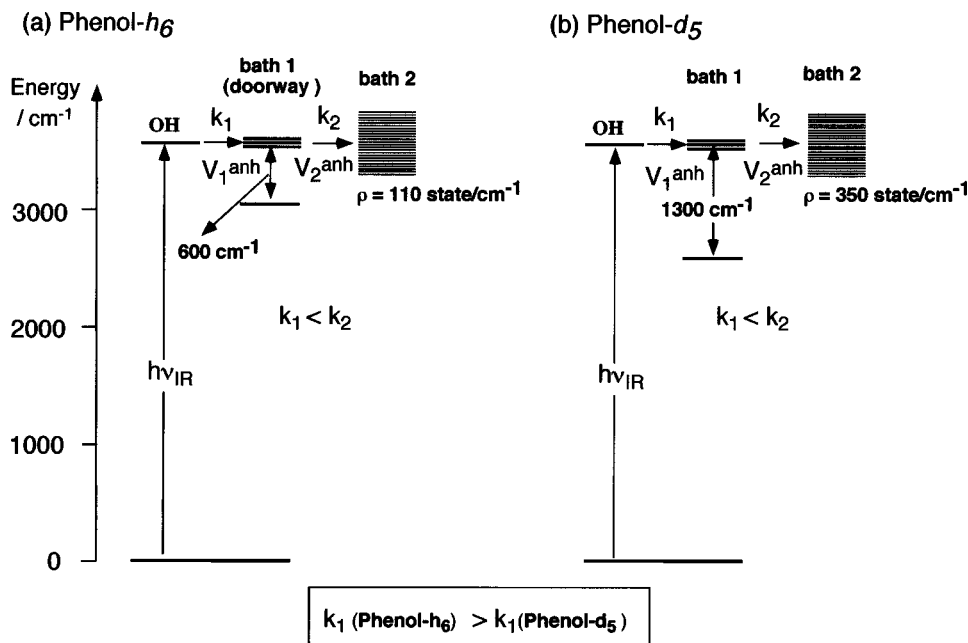 (a) Phenol-h6
Energy
/ cm-1
bath 1
(doorway)
bath 2
OH
k1
k2
V1anh
V2anh
ρ = 110 state/cm-1
600 cm-1
3000
2000
1000
0
hνIR
k1 < k2
(b) Phenol-d5
bath 1
bath 2
OH
k1
k2
V1anh
V2anh
1300 cm-1
ρ = 350 state/cm-1
hνIR
k1 < k2
k1 (Phenol-h6) > k1(Phenol-d5)